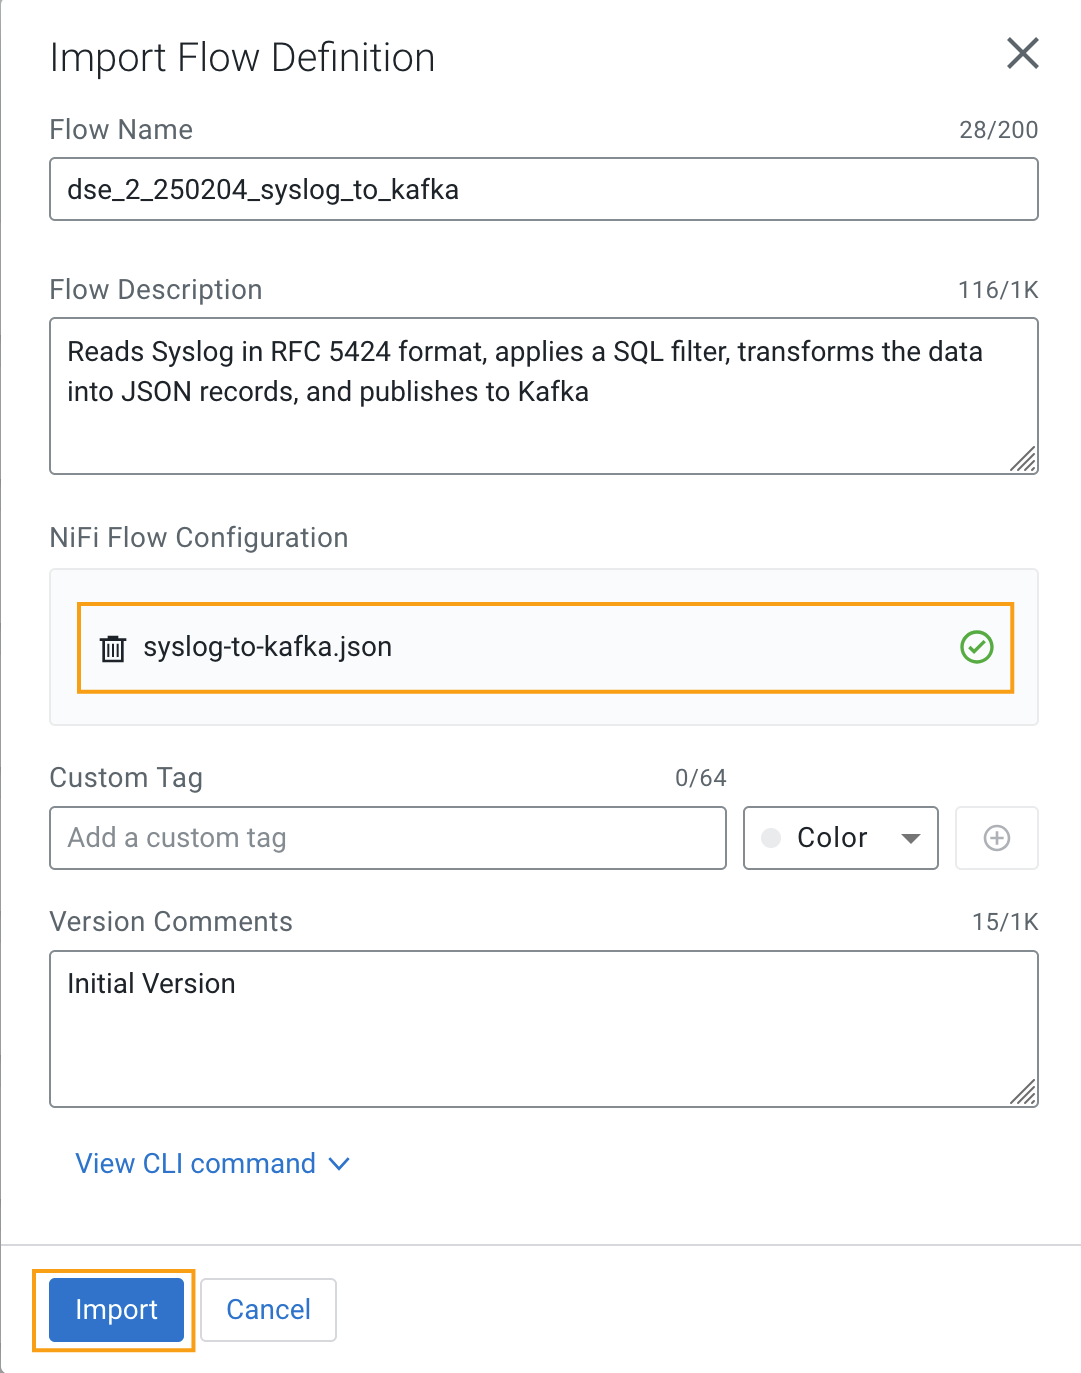 Import Flow Definition
Flow Name 28/200
dse_2_250204_syslog_to_kafka
Flow Description 116/1K
Reads Syslog in RFC 5424 format, applies a SQL filter, transforms the data
into JSON records, and publishes to Kafka
NiFi Flow Configuration
syslog-to-kafka.json
Custom Tag 0/64
Add a custom tag Color
Version Comments 15/1K
Initial Version
View CLI command
Import Cancel